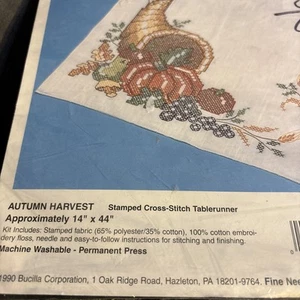 AUTUMN HARVEST Stamped Cross-Stitch Tablerunner
Approximately 14" x 44"
Kit Includes: Stamped fabric (65% polyester/35% cotton), 100% cotton embroi-
dery floss, needle and easy-to-follow instructions for stitching and finishing.
Machine Washable - Permanent Press
1990 Bucilla Corporation, 1 Oak Ridge Road, Hazleton, PA 18201-9764. Fine Ne